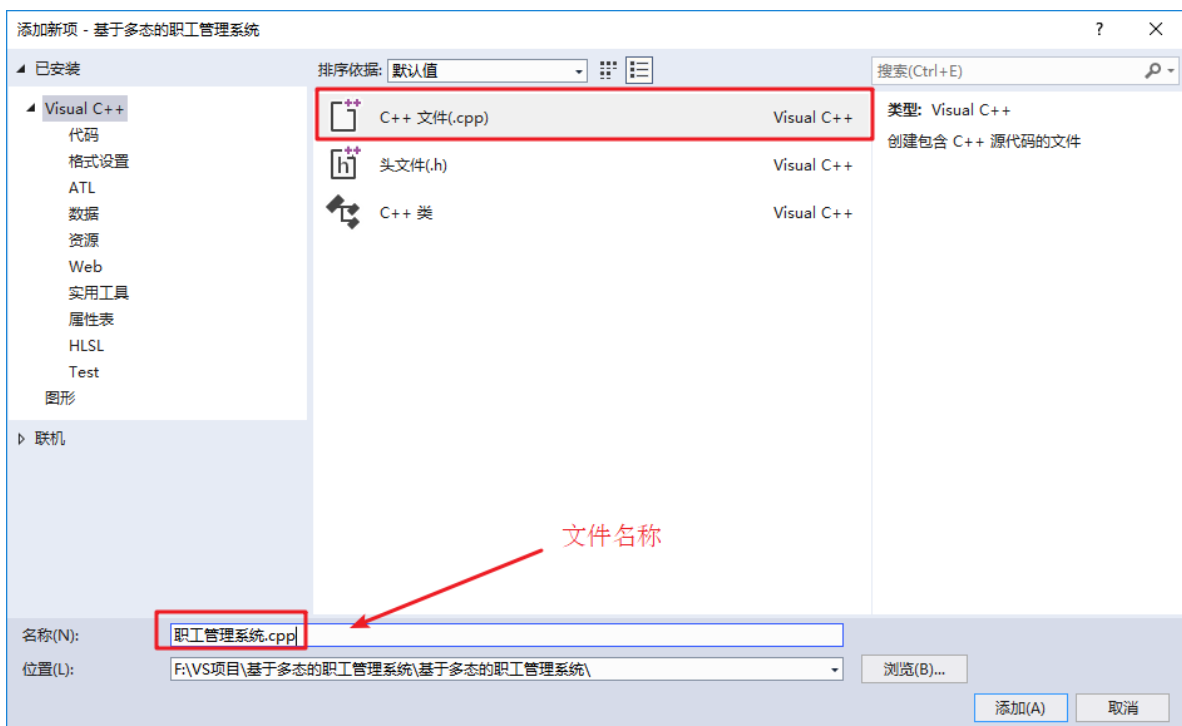 添加新项 - 基于多态的职工管理系统
? ×
已安装
Visual C++
代码
格式设置
ATL
数据
资源
Web
实用工具
属性表
HLSL
Test
图形
联机
排序依据: 默认值
C++ 文件(.cpp) Visual C++
头文件(.h) Visual C++
C++ 类 Visual C++
搜索(Ctrl+E)
类型: Visual C++
创建包含 C++ 源代码的文件
文件名称
名称(N): 职工管理系统.cpp
位置(L): F:\VS项目\基于多态的职工管理系统\基于多态的职工管理系统\
浏览(B)...
添加(A) 取消